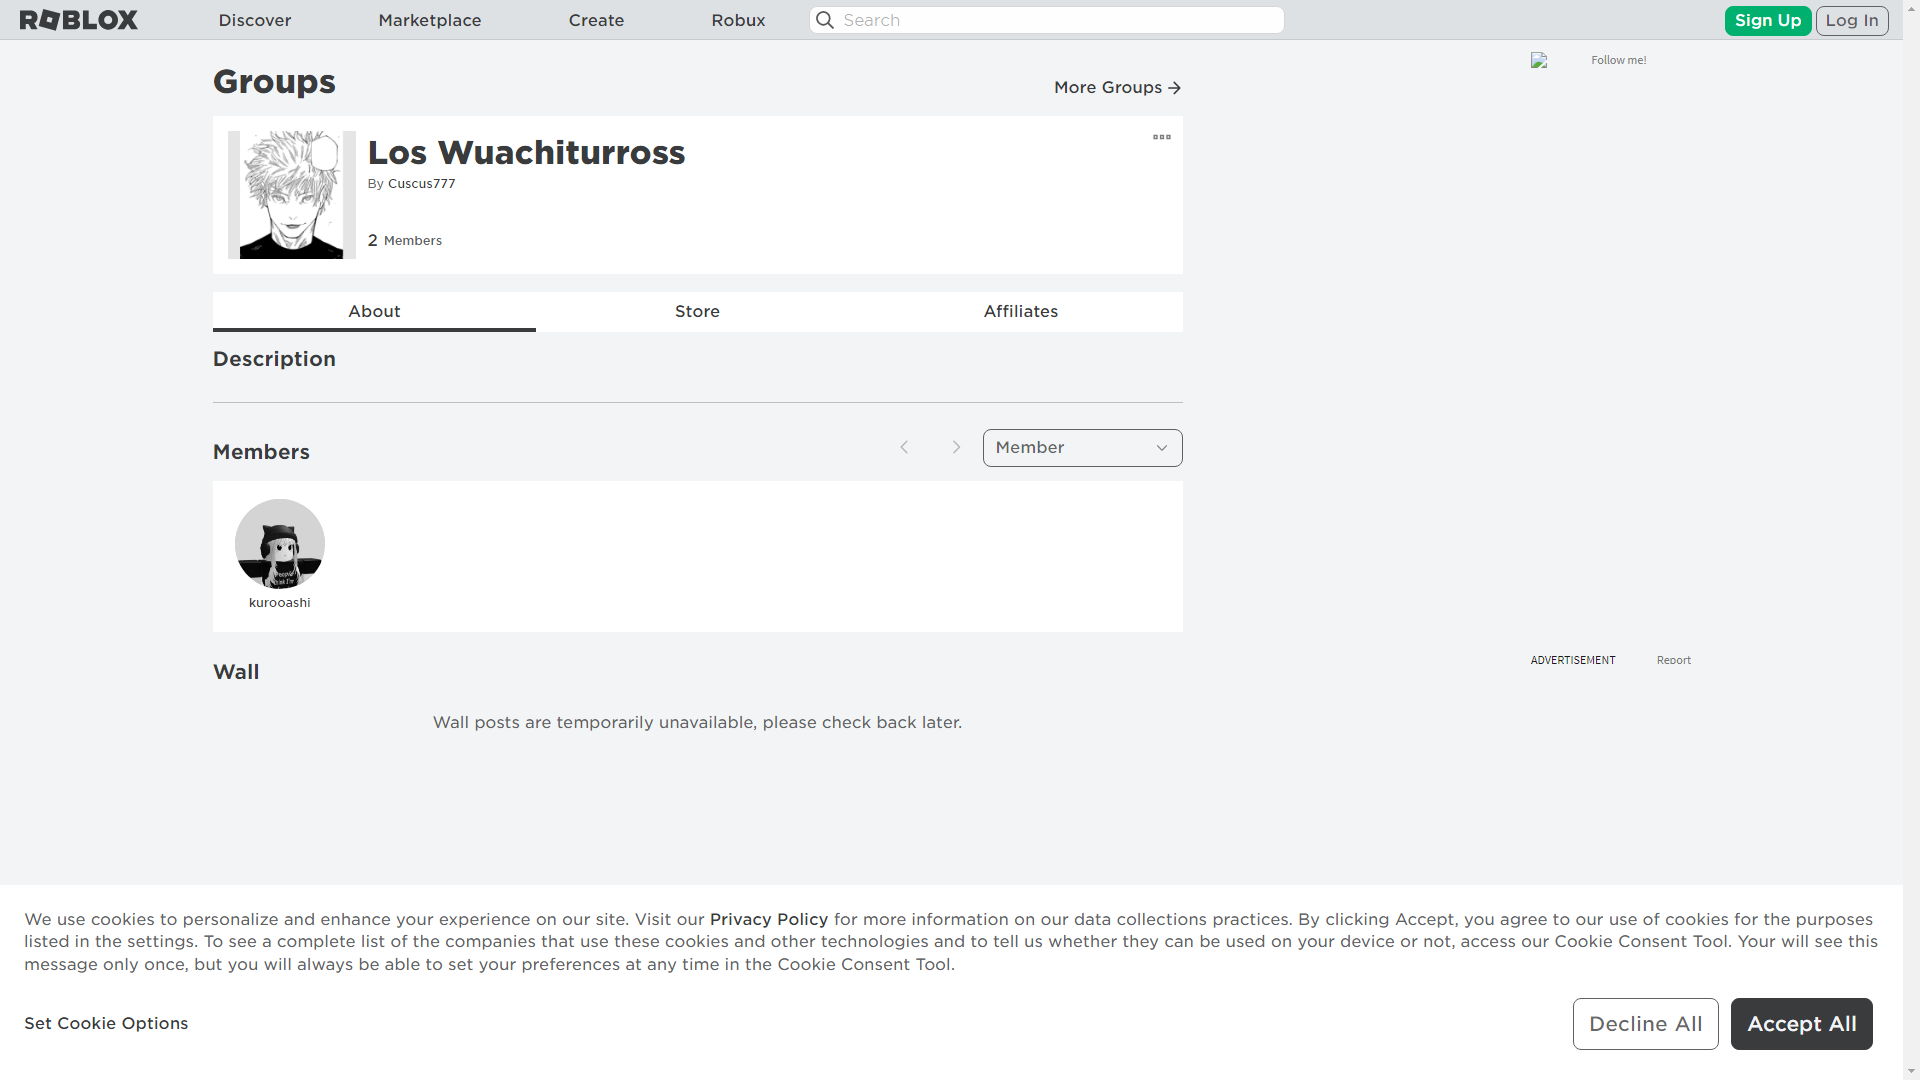 ROBLOX
Discover
Marketplace
Create
Robux
Search
Sign Up
Log In
Follow me!
Groups
More Groups
Los Wuachiturross
By Cuscus777
2 Members
About
Store
Affiliates
Description
Members
Member
kurooashi
ADVERTISEMENT
Report
Wall
Wall posts are temporarily unavailable, please check back later.
We use cookies to personalize and enhance your experience on our site. Visit our Privacy Policy for more information on our data collections practices. By clicking Accept, you agree to our use of cookies for the purposes
listed in the settings. To see a complete list of the companies that use these cookies and other technologies and to tell us whether they can be used on your device or not, access our Cookie Consent Tool. Your will see this
message only once, but you will always be able to set your preferences at any time in the Cookie Consent Tool.
Set Cookie Options
Decline All
Accept All